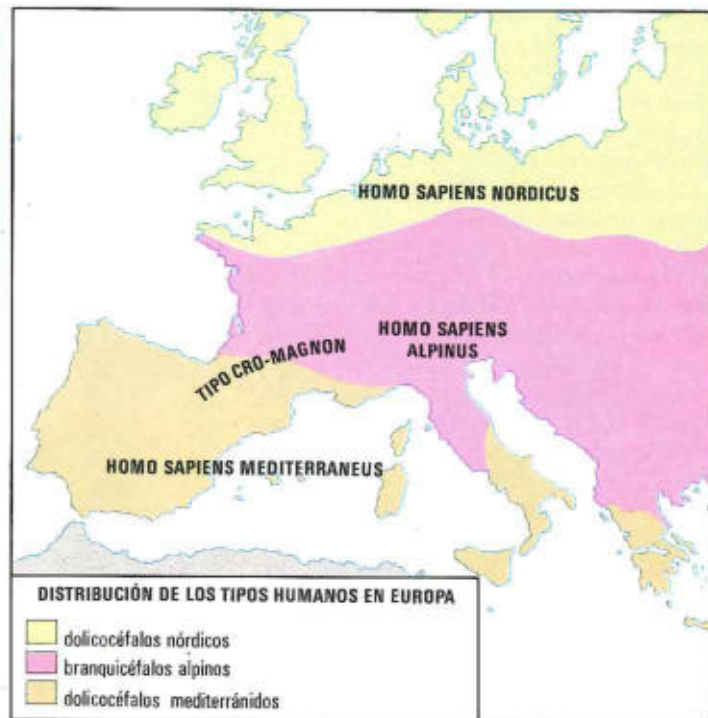 HOMO SAPIENS NORDICUS
HOMO SAPIENS
ALPINUS
TIPO CRO-MAGNON
HOMO SAPIENS MEDITERRANEUS
DISTRIBUCIÓN DE LOS TIPOS HUMANOS EN EUROPA
dolicocéfalos nórdicos
branquicéfalos alpinos
dolicocéfalos mediterránidos